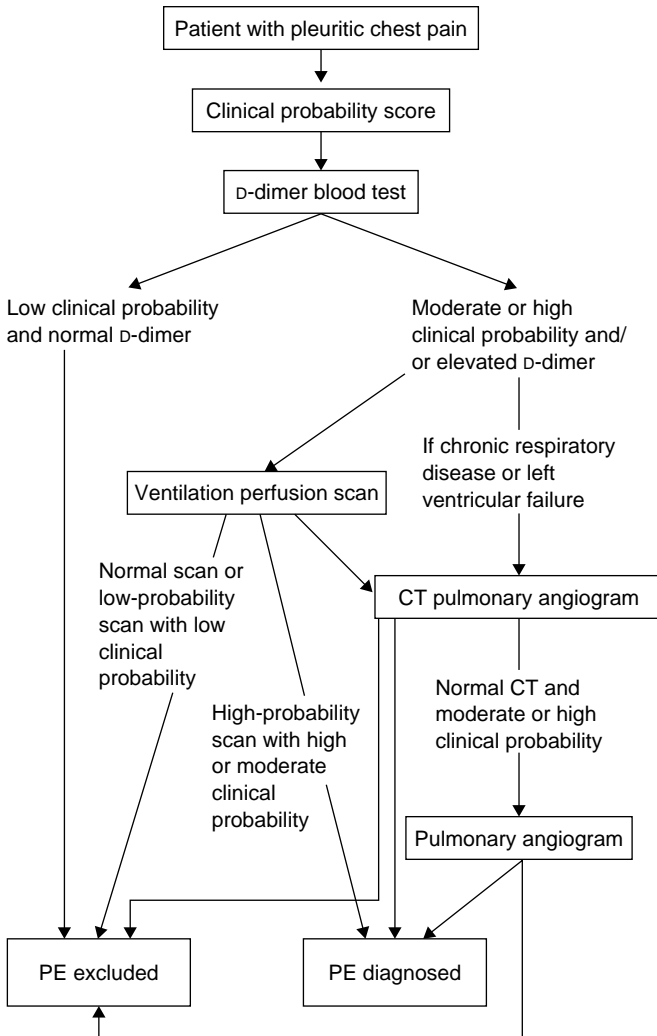 Patient with pleuritic chest pain
Clinical probability score
D-dimer blood test
Low clinical probability
and normal D-dimer
Moderate or high
clinical probability and/
or elevated D-dimer
If chronic respiratory
disease or left
ventricular failure
Ventilation perfusion scan
Normal scan or
low-probability
scan with low
clinical
probability
CT pulmonary angiogram
High-probability
scan with high
or moderate
clinical
probability
Normal CT and
moderate or high
clinical probability
Pulmonary angiogram
PE excluded
PE diagnosed